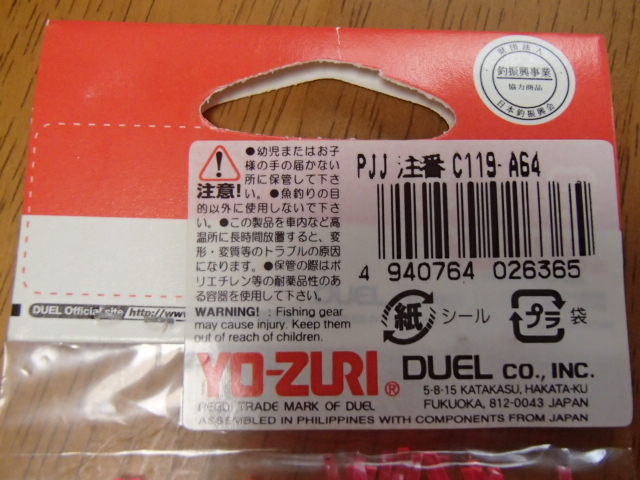 財団法人
釣振興事業
協力商品
日本釣振興会
注意!
●幼児またはお子
様の手の届かない
所に保管して下さ
い。●魚釣りの目
的以外に使用しないで下さ
い。●この製品を車内など高
温所に長時間放置すると、変
形・変質等のトラブルの原因
になります。●保管の際はポ
リエチレン等の耐薬品性のあ
る容器を使用して下さい。
WARNING! : Fishing gear
may cause injury. Keep them
out of reach of children.
PJJ 注番 C119-A64
4 940764 026365
紙 シール
プラ 袋
DUEL Official site http://www
YO-ZURI®
REGD. TRADE MARK OF DUEL
DUEL CO., INC.
5-8-15 KATAKASU, HAKATA-KU
FUKUOKA, 812-0043 JAPAN
ASSEMBLED IN PHILIPPINES WITH COMPONENTS FROM JAPAN